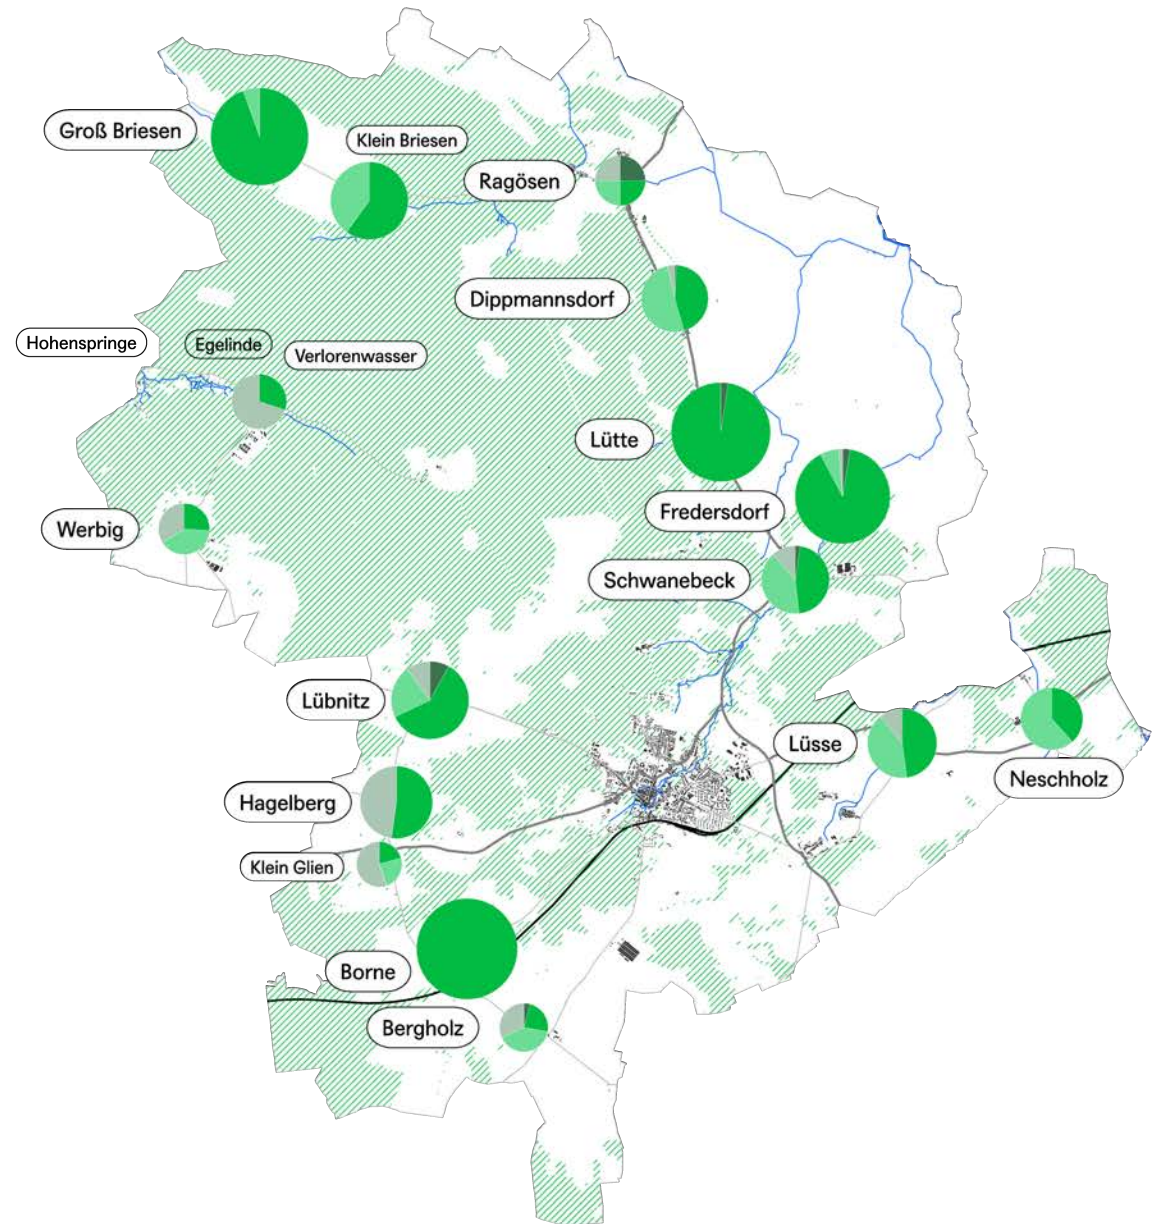 Groß Briesen
Klein Briesen
Ragösen
Dippmannsdorf
Hohenspringe
Egelinde
Verlorenwasser
Lütte
Fredersdorf
Werbig
Schwanebeck
Lübnitz
Lüsse
Neschholz
Hagelberg
Klein Glien
Borne
Bergholz